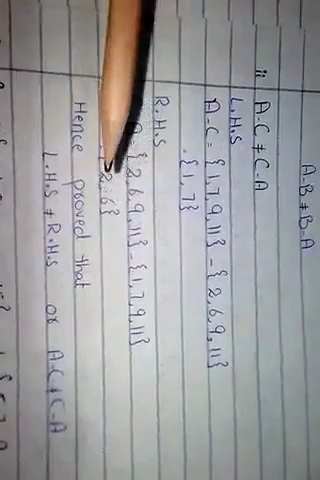 A-B ≠ B-A
ii A-C ≠ C-A
L.H.S
A-C = {1,7,9,11} - {2,6,9,11}
{1,7}
R.H.S
= {2,6,9,11} - {1,7,9,11}
2,6}
Hence proved that
L.H.S ≠ R.H.S or A-C ≠ C-A